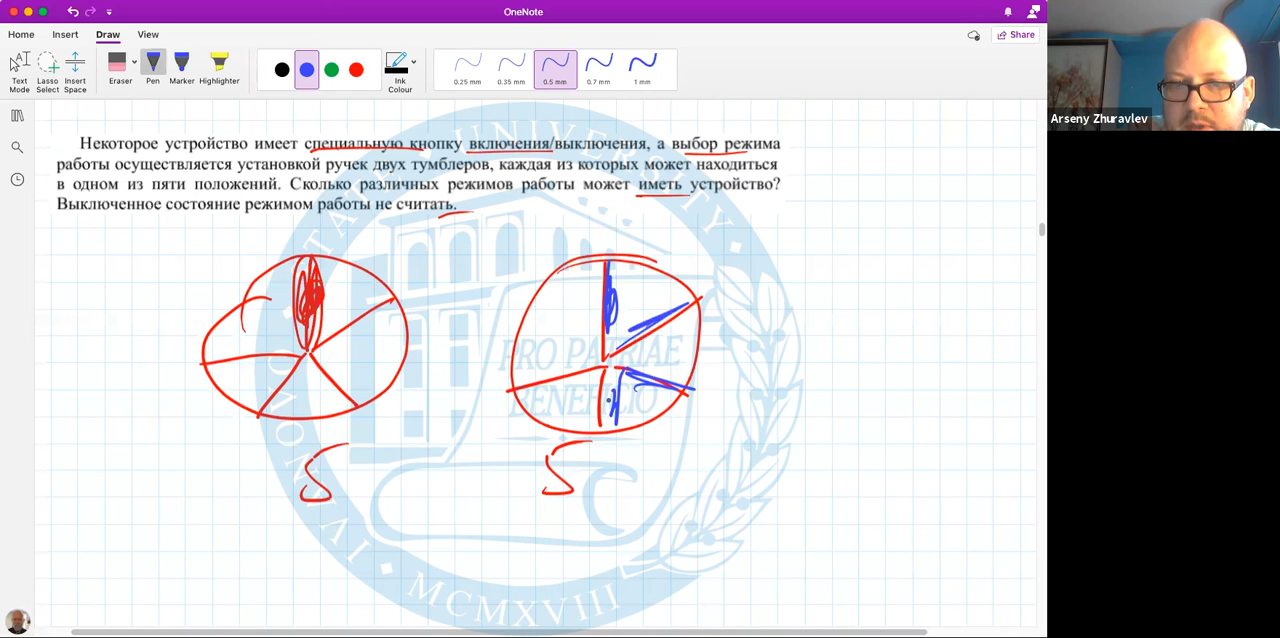 OneNote
Home Insert Draw View
Share
Text Mode
Lasso Select
Insert Space
Eraser
Pen
Marker
Highlighter
Ink Colour
0.25 mm
0.35 mm
0.5 mm
0.7 mm
1 mm
Arseny Zhuravlev
Некоторое устройство имеет специальную кнопку включения/выключения, а выбор режима
работы осуществляется установкой ручек двух тумблеров, каждая из которых может находиться
в одном из пяти положений. Сколько различных режимов работы может иметь устройство?
Выключенное состояние режимом работы не считать.
PRO PATRIAE
BENEFICIO
5
5
UNIVERSITY
MCMXVIII